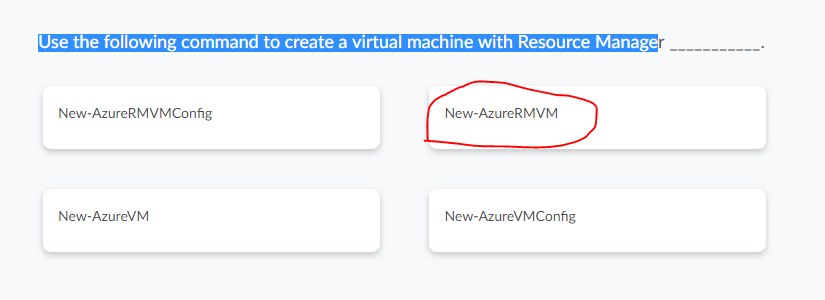 Use the following command to create a virtual machine with Resource Manager ___________.
New-AzureRMVMConfig
New-AzureRMVM
New-AzureVM
New-AzureVMConfig